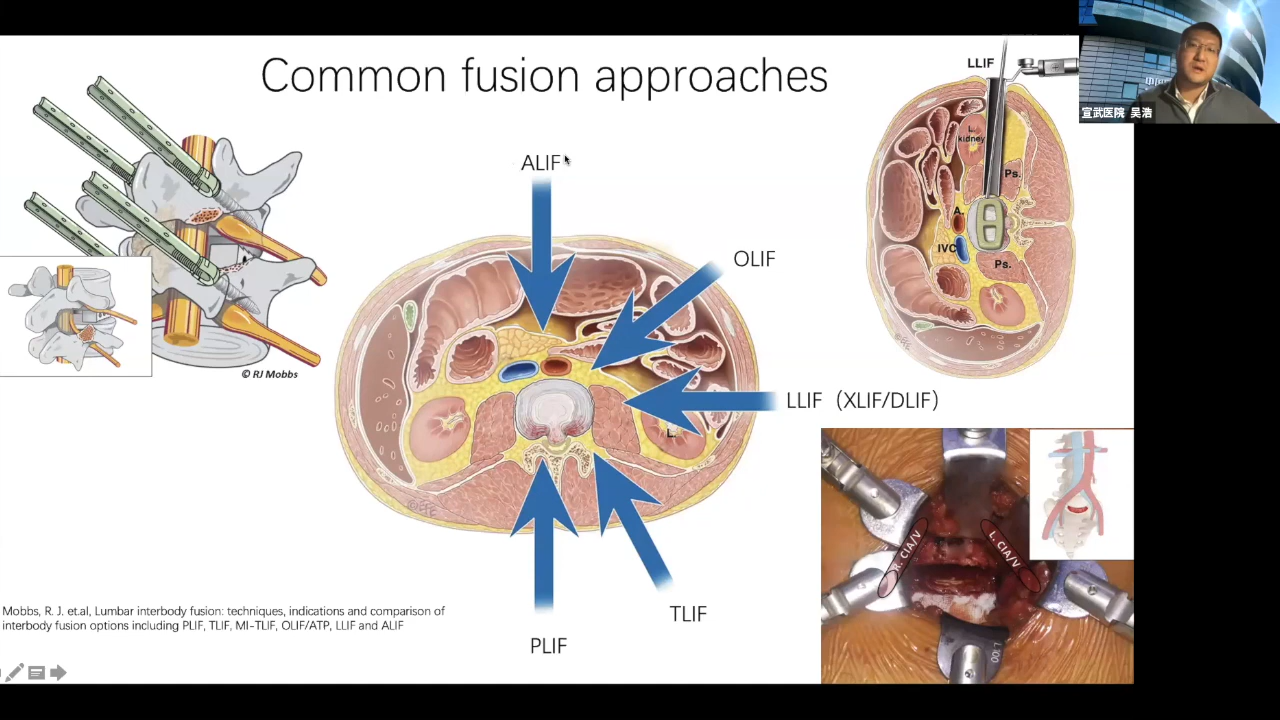 Common fusion approaches
LLIF
宣武医院 吴浩
L.
kidney
Ps.
A.
IVC
Ps.
ALIF
OLIF
© RJ Mobbs
LLIF（XLIF/DLIF）
L.
R. CIA/V
L. CIA/V
TLIF
PLIF
Mobbs, R. J. et.al, Lumbar interbody fusion: techniques, indications and comparison of
interbody fusion options including PLIF, TLIF, MI-TLIF, OLIF/ATP, LLIF and ALIF